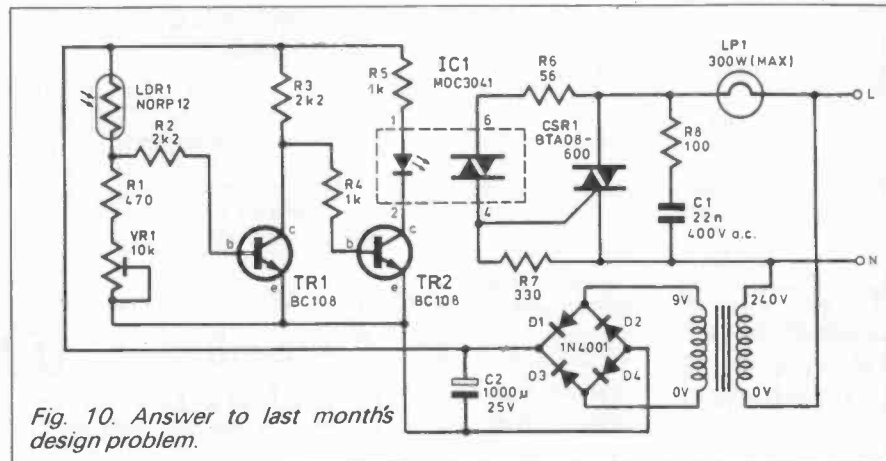 LDR1
NORP12
R2
2k2
R1
470
VR1
10k
R3
2k2
R4
1k
b
c
e
TR1
BC108
b
c
e
TR2
BC108
R5
1k
IC1
MOC3041
1
2
6
4
R6
56
CSR1
BTA08-
600
R7
330
R8
100
C1
22n
400V a.c.
LP1
300W (MAX)
L
N
D1
D2
1N4001
D3
D4
C2
1000µ
25V
9V
0V
240V
0V
Fig. 10. Answer to last month's
design problem.